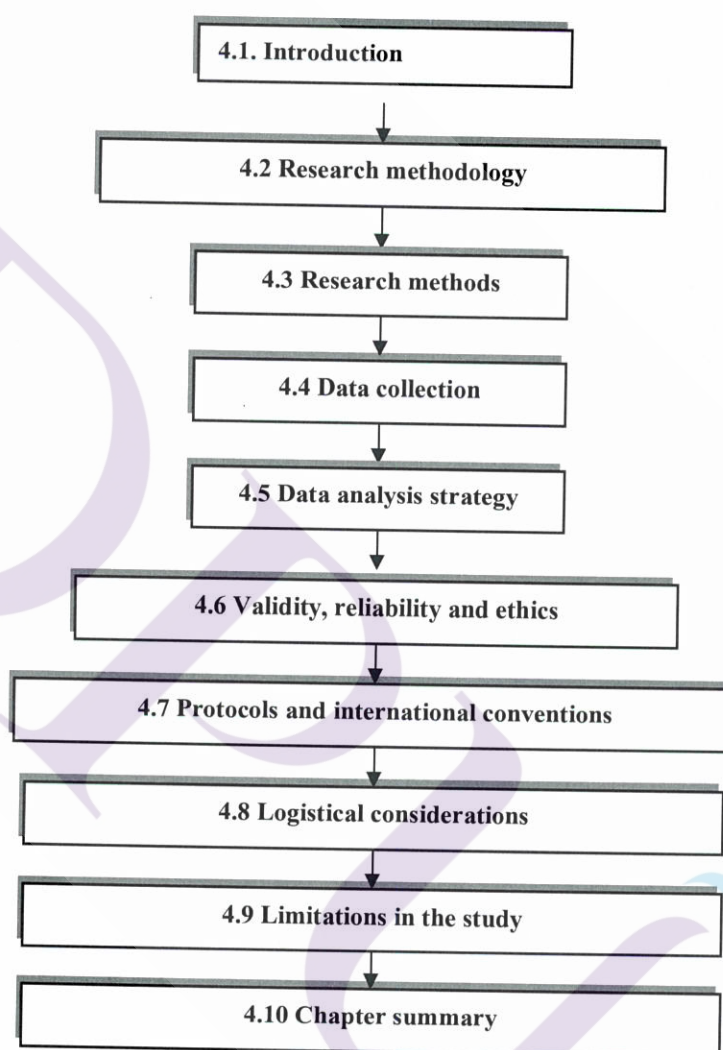 4.1. Introduction
4.2 Research methodology
4.3 Research methods
4.4 Data collection
4.5 Data analysis strategy
4.6 Validity, reliability and ethics
4.7 Protocols and international conventions
4.8 Logistical considerations
4.9 Limitations in the study
4.10 Chapter summary